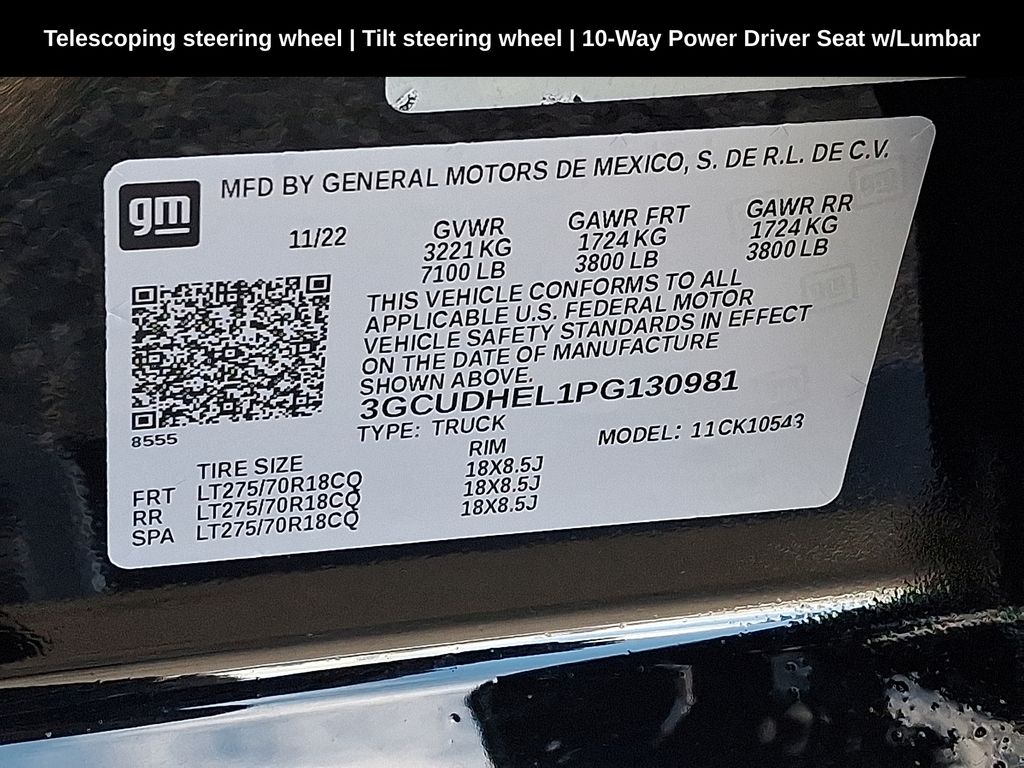 Telescoping steering wheel | Tilt steering wheel | 10-Way Power Driver Seat w/Lumbar
gm
MFD BY GENERAL MOTORS DE MEXICO, S. DE R.L. DE C.V.
11/22 GVWR GAWR FRT GAWR RR
3221 KG 1724 KG 1724 KG
7100 LB 3800 LB 3800 LB
THIS VEHICLE CONFORMS TO ALL
APPLICABLE U.S. FEDERAL MOTOR
VEHICLE SAFETY STANDARDS IN EFFECT
ON THE DATE OF MANUFACTURE
SHOWN ABOVE.
3GCUDHEL1PG130981
8555
TYPE: TRUCK MODEL: 11CK10543
TIRE SIZE RIM
FRT LT275/70R18CQ 18X8.5J
RR LT275/70R18CQ 18X8.5J
SPA LT275/70R18CQ 18X8.5J